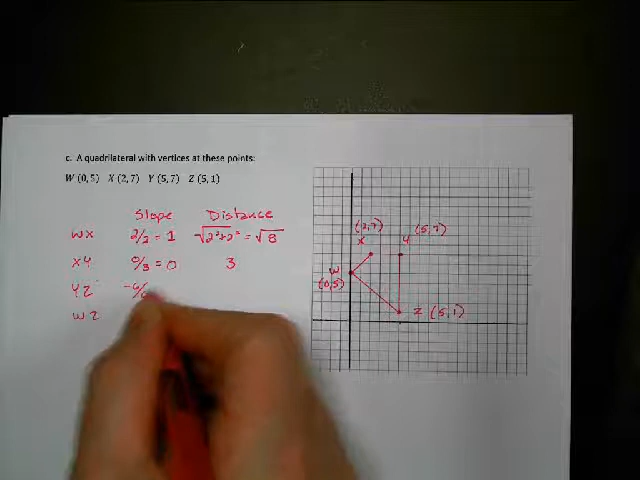 c. A quadrilateral with vertices at these points:
W (0, 5) X (2, 7) Y (5, 7) Z (5, 1)
Slope Distance
WX 2/2 = 1 √2²+2² = √8
XY 0/3 = 0 3
YZ -6/0
WZ
(2,7)
X
Y (5,7)
W
(0,5)
Z (5,1)